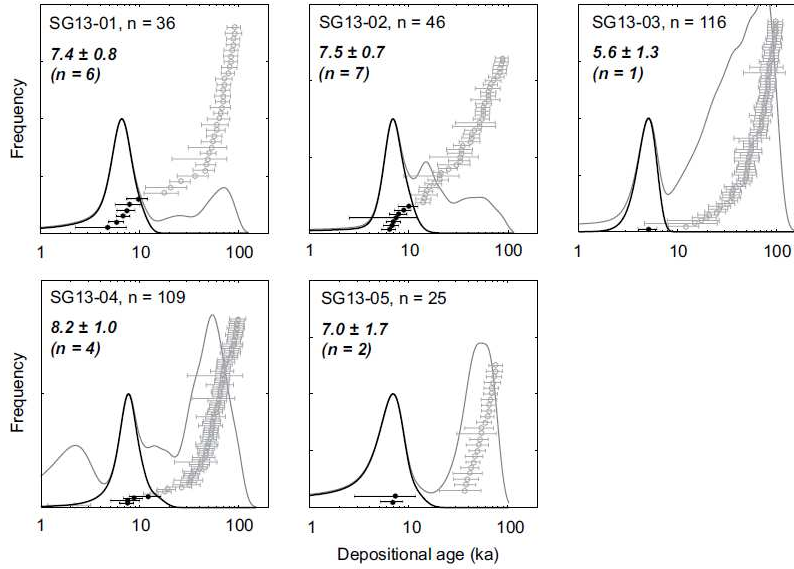 SG13-01, n = 36
7.4 ± 0.8
(n = 6)
Frequency
1 10 100
SG13-02, n = 46
7.5 ± 0.7
(n = 7)
1 10 100
SG13-03, n = 116
5.6 ± 1.3
(n = 1)
10 100
SG13-04, n = 109
8.2 ± 1.0
(n = 4)
Frequency
1 10 100
SG13-05, n = 25
7.0 ± 1.7
(n = 2)
1 10 100
Depositional age (ka)